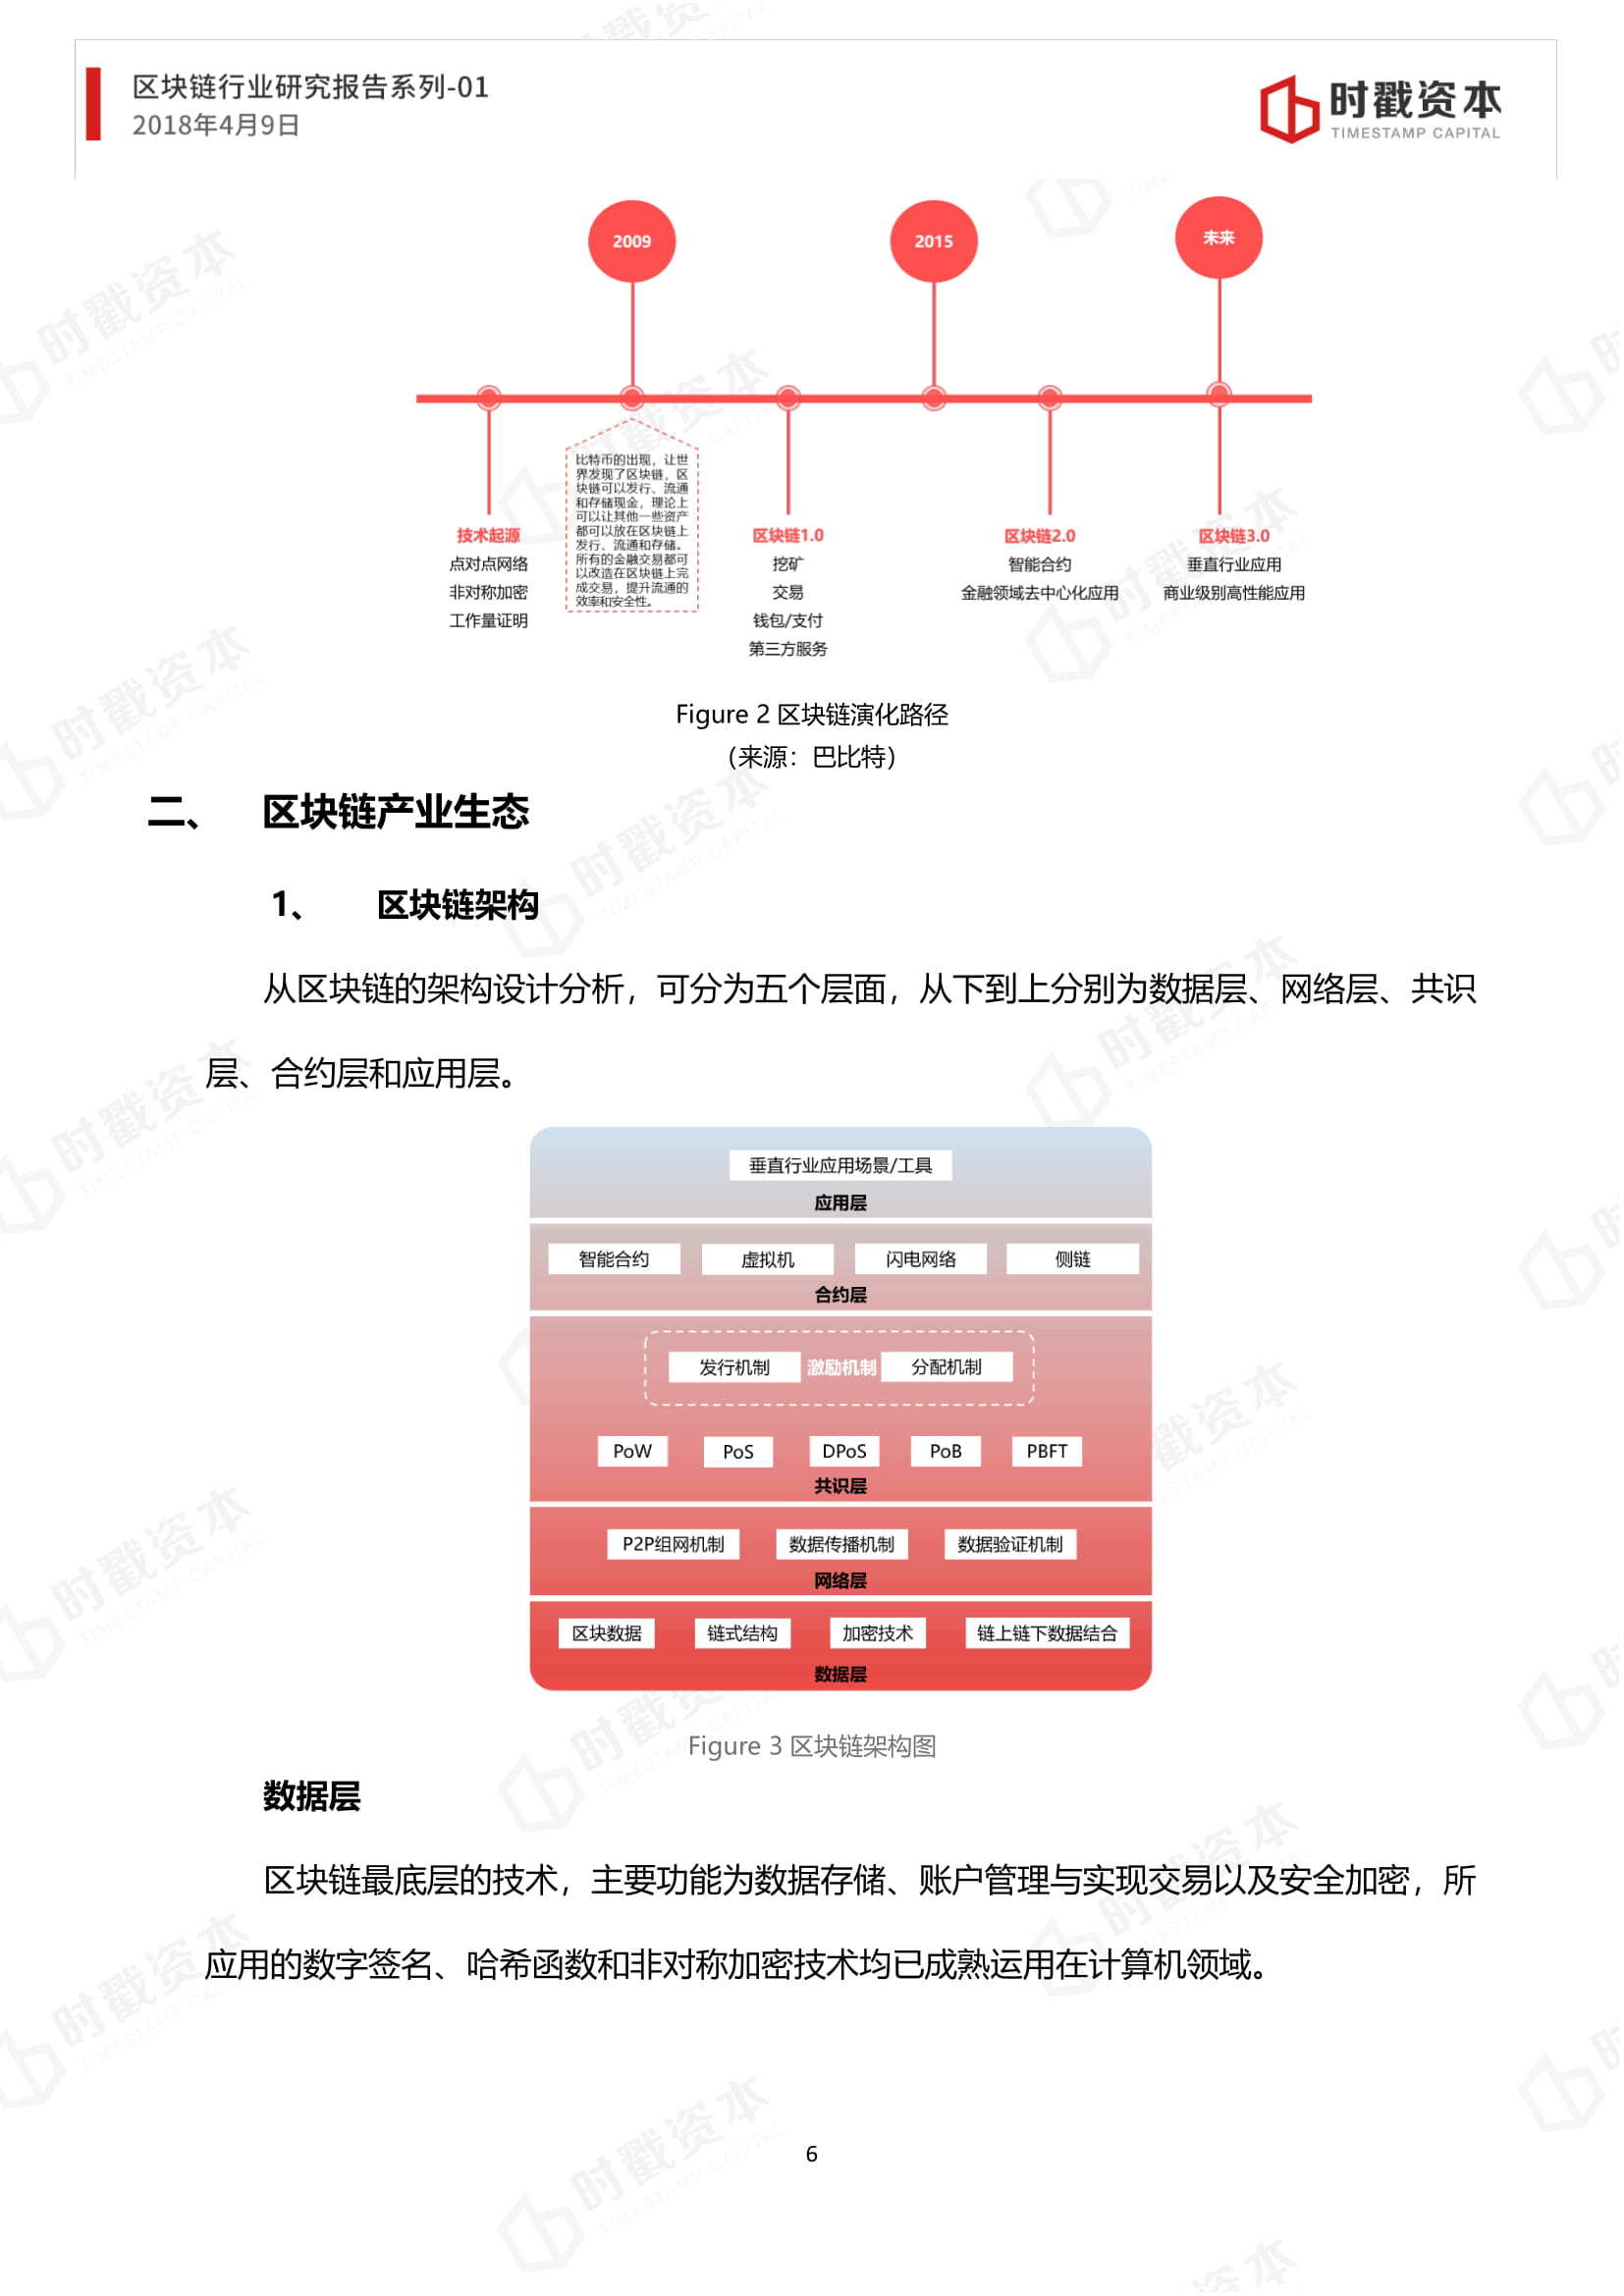 区块链行业研究报告系列-01
2018年4月9日
时戳资本
TIMESTAMP CAPITAL
2009
2015
未来
技术起源
点对点网络
非对称加密
工作量证明
比特币的出现，让世
界发现了区块链，区
块链可以发行、流通
和存储现金，理论上
可以让其他一些资产
都可以放在区块链上
发行、流通和存储。
所有的金融交易都可
以改造在区块链上完
成交易，提升流通的
效率和安全性。
区块链1.0
挖矿
交易
钱包/支付
第三方服务
区块链2.0
智能合约
金融领域去中心化应用
区块链3.0
垂直行业应用
商业级别高性能应用
Figure 2 区块链演化路径
（来源：巴比特）
二、 区块链产业生态
1、 区块链架构
从区块链的架构设计分析，可分为五个层面，从下到上分别为数据层、网络层、共识
层、合约层和应用层。
垂直行业应用场景/工具
应用层
智能合约 虚拟机 闪电网络 侧链
合约层
发行机制 激励机制 分配机制
PoW PoS DPoS PoB PBFT
共识层
P2P组网机制 数据传播机制 数据验证机制
网络层
区块数据 链式结构 加密技术 链上链下数据结合
数据层
Figure 3 区块链架构图
数据层
区块链最底层的技术，主要功能为数据存储、账户管理与实现交易以及安全加密，所
应用的数字签名、哈希函数和非对称加密技术均已成熟运用在计算机领域。
6